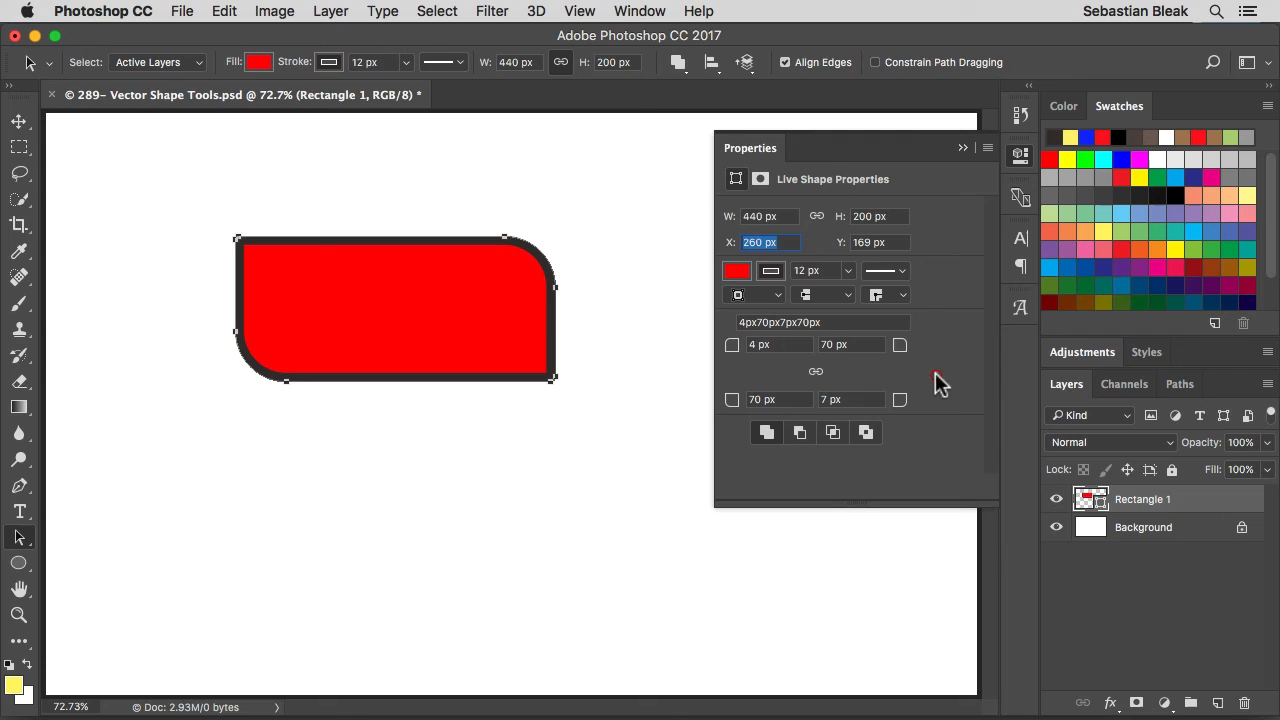 Photoshop CC File Edit Image Layer Type Select Filter 3D View Window Help Sebastian Bleak
Adobe Photoshop CC 2017
Select: Active Layers Fill: Stroke: 12 px W: 440 px H: 200 px Align Edges Constrain Path Dragging
© 289– Vector Shape Tools.psd @ 72.7% (Rectangle 1, RGB/8) *
Color Swatches
Properties
Live Shape Properties
W: 440 px H: 200 px
X: 260 px Y: 169 px
12 px
4px70px7px70px
4 px 70 px
70 px 7 px
Adjustments Styles
Layers Channels Paths
Kind
Normal Opacity: 100%
Lock: Fill: 100%
Rectangle 1
Background
72.73% © Doc: 2.93M/0 bytes